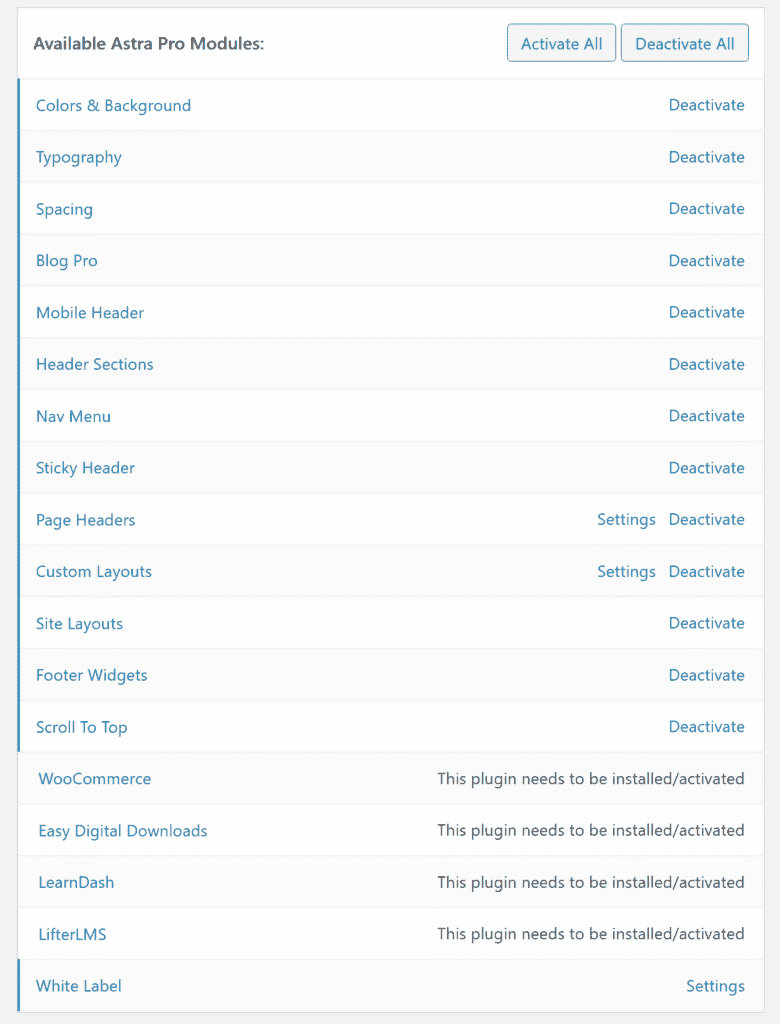 Available Astra Pro Modules: Activate All Deactivate All
Colors & Background Deactivate
Typography Deactivate
Spacing Deactivate
Blog Pro Deactivate
Mobile Header Deactivate
Header Sections Deactivate
Nav Menu Deactivate
Sticky Header Deactivate
Page Headers Settings Deactivate
Custom Layouts Settings Deactivate
Site Layouts Deactivate
Footer Widgets Deactivate
Scroll To Top Deactivate
WooCommerce This plugin needs to be installed/activated
Easy Digital Downloads This plugin needs to be installed/activated
LearnDash This plugin needs to be installed/activated
LifterLMS This plugin needs to be installed/activated
White Label Settings